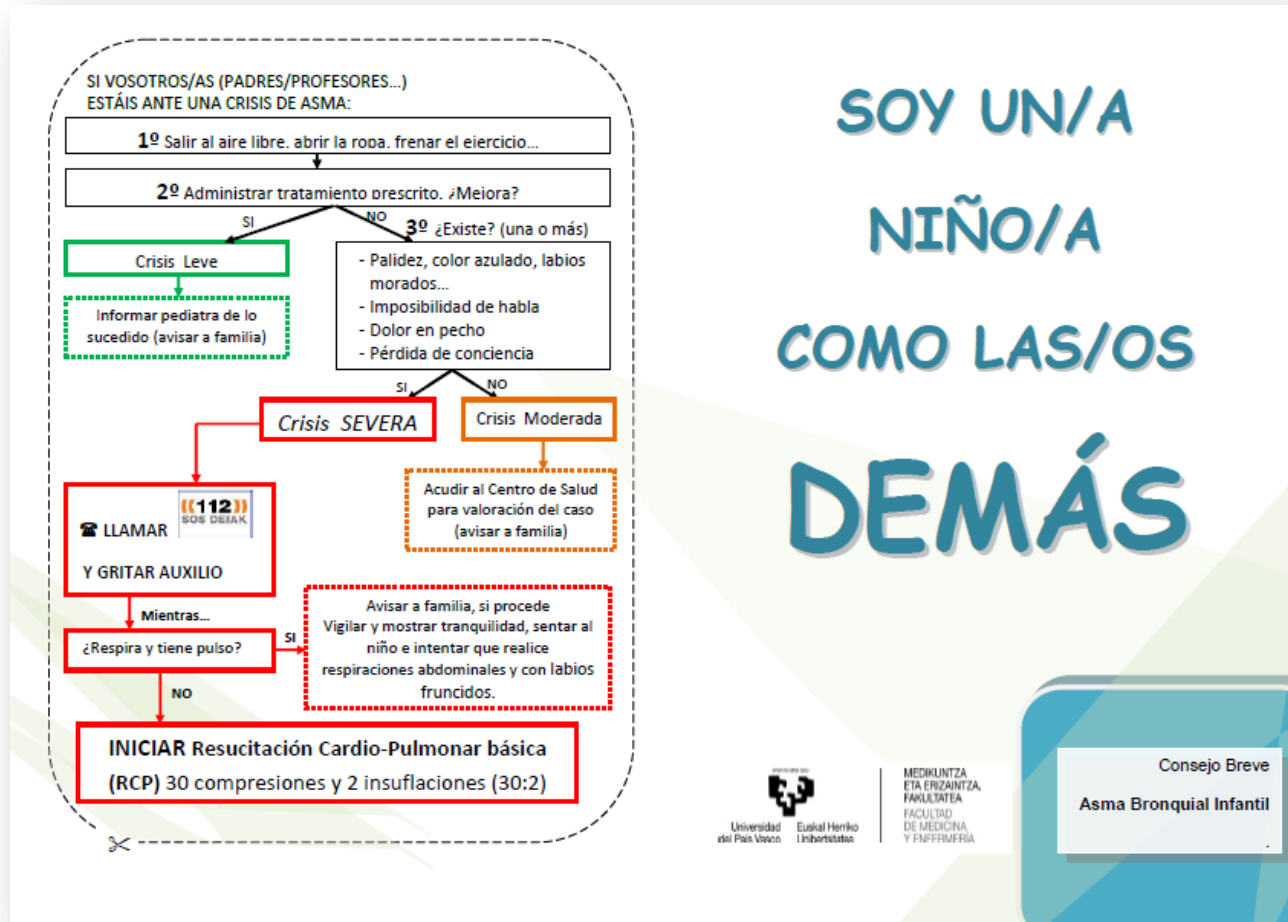 SI VOSOTROS/AS (PADRES/PROFESORES...)
ESTÁIS ANTE UNA CRISIS DE ASMA:
1º Salir al aire libre, abrir la ropa, frenar el ejercicio...
2º Administrar tratamiento prescrito. ¿Mejora?
SI
NO
3º ¿Existe? (una o más)
Crisis Leve
Informar pediatra de lo
sucedido (avisar a familia)
- Palidez, color azulado, labios
morados...
- Imposibilidad de habla
- Dolor en pecho
- Pérdida de conciencia
SI
NO
Crisis SEVERA
Crisis Moderada
Acudir al Centro de Salud
para valoración del caso
(avisar a familia)
((112))
SOS DEIAK
☎ LLAMAR
Y GRITAR AUXILIO
Mientras...
¿Respira y tiene pulso?
SI
Avisar a familia, si procede
Vigilar y mostrar tranquilidad, sentar al
niño e intentar que realice
respiraciones abdominales y con labios
fruncidos.
NO
INICIAR Resucitación Cardio-Pulmonar básica
(RCP) 30 compresiones y 2 insuflaciones (30:2)
SOY UN/A
NIÑO/A
COMO LAS/OS
DEMÁS
Universidad del País Vasco
Euskal Herriko Unibertsitatea
MEDIKUNTZA
ETA ERIZAINTZA,
FAKULTATEA
FACULTAD
DE MEDICINA
Y ENFERMERÍA
Consejo Breve
Asma Bronquial Infantil
.